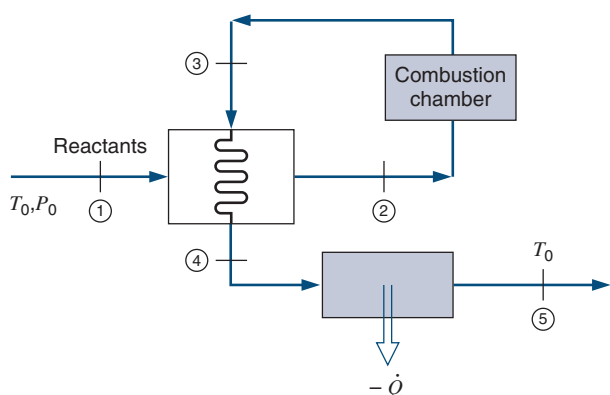 ③
Combustion
chamber
Reactants
T₀,P₀
①
②
④
T₀
⑤
− Q̇